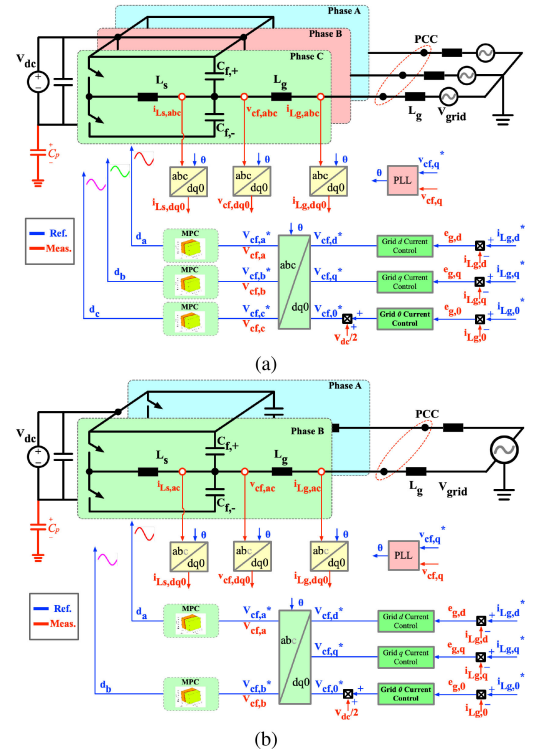 Phase A
Phase B
Phase C
PCC
V_dc
C_f,+
L_s
L_g
i_Ls,abc
v_cf,abc
i_Lg,abc
C_f,-
L_g
V_grid
C_p
+
−
abc
dq0
θ
abc
dq0
θ
abc
dq0
θ
i_Ls,dq0
v_cf,dq0
i_Lg,dq0
θ
PLL
v_cf,q*
v_cf,q
Ref.
Meas.
d_a
MPC
V_cf,a*
V_cf,a
θ
V_cf,d*
Grid d Current Control
e_g,d
+
−
i_Lg,d*
i_Lg,d
d_b
MPC
V_cf,b*
V_cf,b
abc
dq0
V_cf,q*
Grid q Current Control
e_g,q
+
−
i_Lg,q*
i_Lg,q
d_c
MPC
V_cf,c*
V_cf,c
V_cf,0*
+
+
v_dc/2
Grid 0 Current Control
e_g,0
+
−
i_Lg,0*
i_Lg,0
(a)
Phase A
Phase B
PCC
V_dc
C_f,+
L_s
L_g
i_Ls,ac
v_cf,ac
i_Lg,ac
C_f,-
L_g
V_grid
C_p
+
−
abc
dq0
θ
abc
dq0
θ
abc
dq0
θ
i_Ls,dq0
v_cf,dq0
i_Lg,dq0
θ
PLL
v_cf,q*
v_cf,q
Ref.
Meas.
d_a
MPC
V_cf,a*
V_cf,a
θ
V_cf,d*
Grid d Current Control
e_g,d
+
−
i_Lg,d*
i_Lg,d
abc
dq0
V_cf,q*
Grid q Current Control
e_g,q
+
−
i_Lg,q*
i_Lg,q
d_b
MPC
V_cf,b*
V_cf,b
V_cf,0*
+
+
v_dc/2
Grid 0 Current Control
e_g,0
+
−
i_Lg,0*
i_Lg,0
(b)